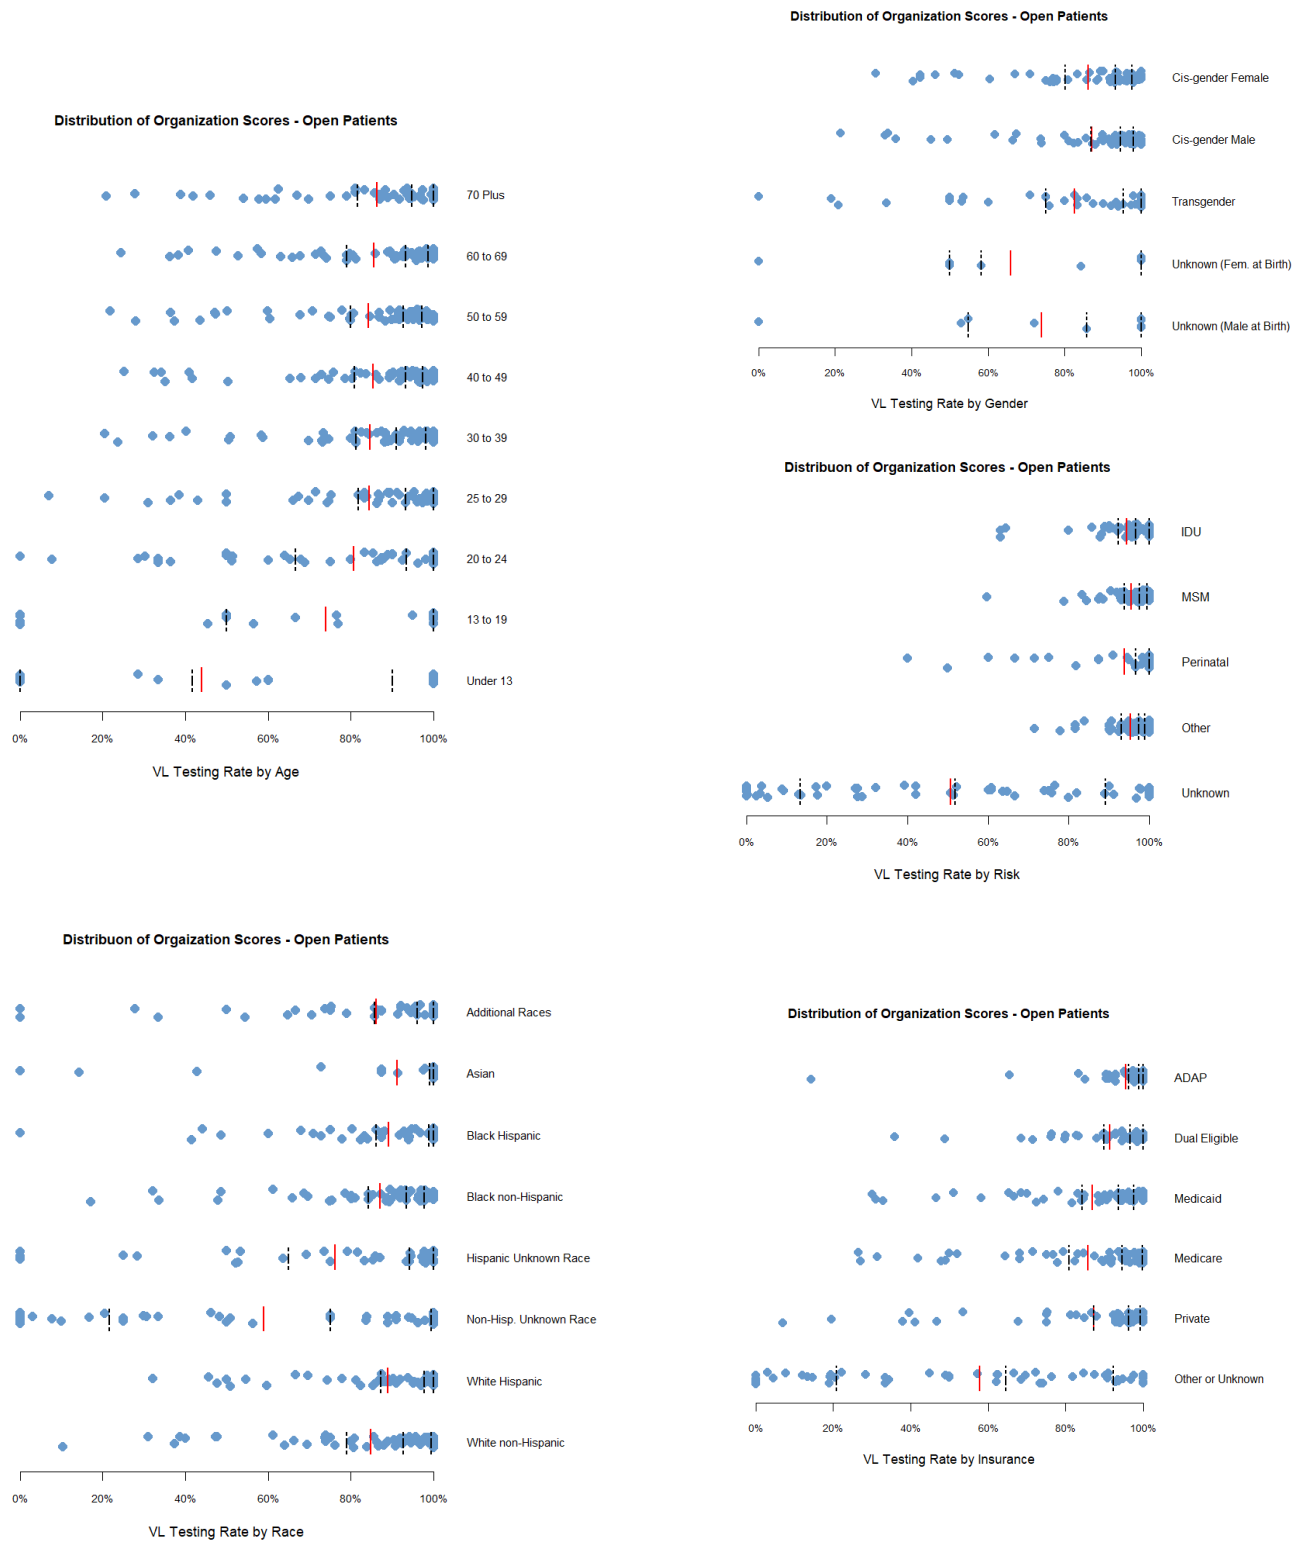 Distribution of Organization Scores - Open Patients
Cis-gender Female
Cis-gender Male
Transgender
Unknown (Fem. at Birth)
Unknown (Male at Birth)
0% 20% 40% 60% 80% 100%
VL Testing Rate by Gender
Distribution of Organization Scores - Open Patients
70 Plus
60 to 69
50 to 59
40 to 49
30 to 39
25 to 29
20 to 24
13 to 19
Under 13
0% 20% 40% 60% 80% 100%
VL Testing Rate by Age
Distribuon of Organization Scores - Open Patients
IDU
MSM
Perinatal
Other
Unknown
0% 20% 40% 60% 80% 100%
VL Testing Rate by Risk
Distribuon of Orgaization Scores - Open Patients
Additional Races
Asian
Black Hispanic
Black non-Hispanic
Hispanic Unknown Race
Non-Hisp. Unknown Race
White Hispanic
White non-Hispanic
0% 20% 40% 60% 80% 100%
VL Testing Rate by Race
Distribution of Organization Scores - Open Patients
ADAP
Dual Eligible
Medicaid
Medicare
Private
Other or Unknown
0% 20% 40% 60% 80% 100%
VL Testing Rate by Insurance